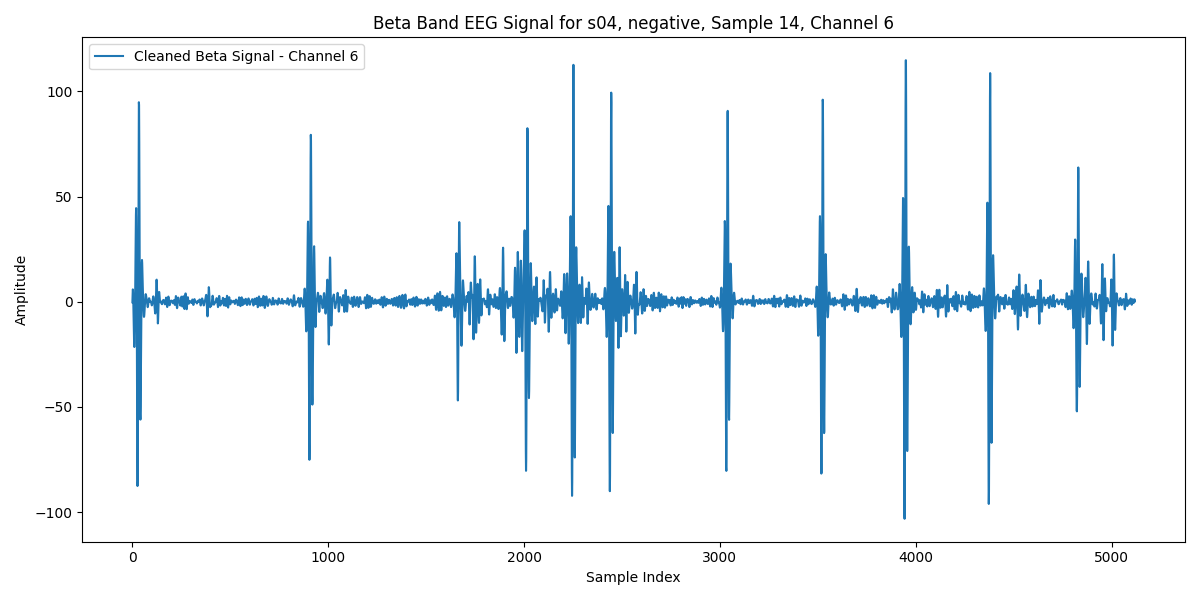 Beta Band EEG Signal for s04, negative, Sample 14, Channel 6
Cleaned Beta Signal - Channel 6
Amplitude
100
50
0
−50
−100
0 1000 2000 3000 4000 5000
Sample Index